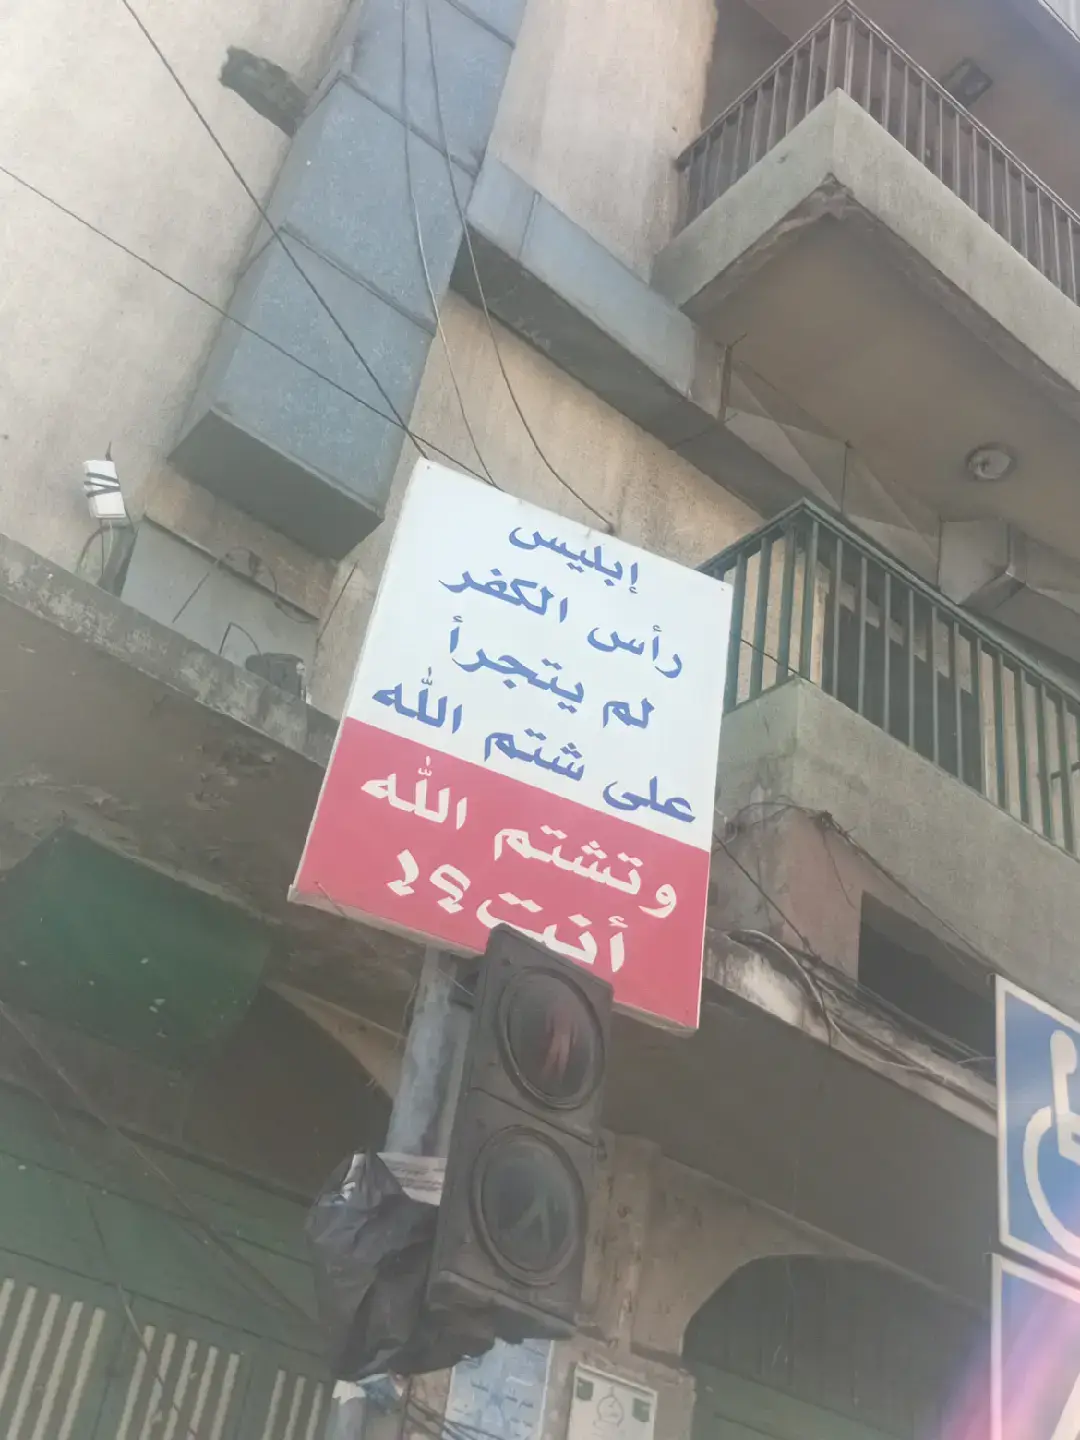 إبليس
رأس الكفر
لم يتجرأ
على شتم الله
وتشتم الله
أنت؟!